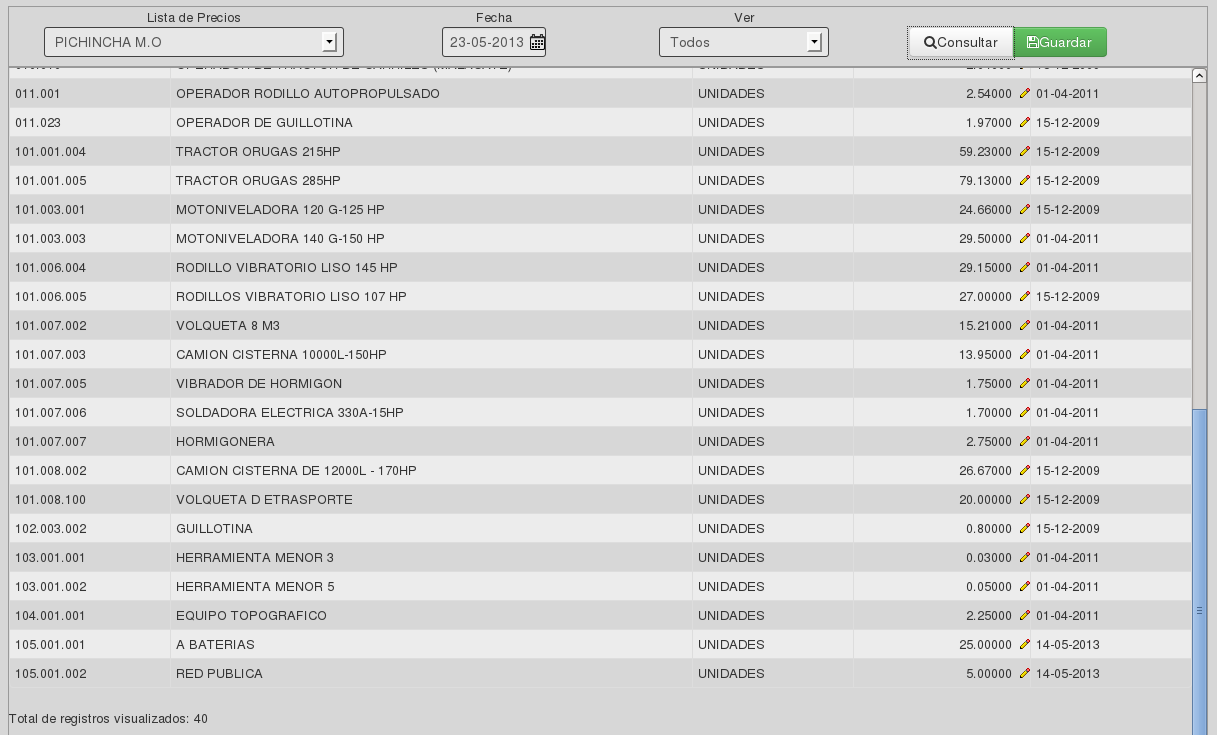 Lista de Precios Fecha Ver
PICHINCHA M.O 23-05-2013 Todos Consultar Guardar
011.001 OPERADOR RODILLO AUTOPROPULSADO UNIDADES 2.54000 01-04-2011
011.023 OPERADOR DE GUILLOTINA UNIDADES 1.97000 15-12-2009
101.001.004 TRACTOR ORUGAS 215HP UNIDADES 59.23000 15-12-2009
101.001.005 TRACTOR ORUGAS 285HP UNIDADES 79.13000 15-12-2009
101.003.001 MOTONIVELADORA 120 G-125 HP UNIDADES 24.66000 15-12-2009
101.003.003 MOTONIVELADORA 140 G-150 HP UNIDADES 29.50000 01-04-2011
101.006.004 RODILLO VIBRATORIO LISO 145 HP UNIDADES 29.15000 01-04-2011
101.006.005 RODILLOS VIBRATORIO LISO 107 HP UNIDADES 27.00000 15-12-2009
101.007.002 VOLQUETA 8 M3 UNIDADES 15.21000 01-04-2011
101.007.003 CAMION CISTERNA 10000L-150HP UNIDADES 13.95000 01-04-2011
101.007.005 VIBRADOR DE HORMIGON UNIDADES 1.75000 01-04-2011
101.007.006 SOLDADORA ELECTRICA 330A-15HP UNIDADES 1.70000 01-04-2011
101.007.007 HORMIGONERA UNIDADES 2.75000 01-04-2011
101.008.002 CAMION CISTERNA DE 12000L - 170HP UNIDADES 26.67000 15-12-2009
101.008.100 VOLQUETA D ETRASPORTE UNIDADES 20.00000 15-12-2009
102.003.002 GUILLOTINA UNIDADES 0.80000 15-12-2009
103.001.001 HERRAMIENTA MENOR 3 UNIDADES 0.03000 01-04-2011
103.001.002 HERRAMIENTA MENOR 5 UNIDADES 0.05000 01-04-2011
104.001.001 EQUIPO TOPOGRAFICO UNIDADES 2.25000 01-04-2011
105.001.001 A BATERIAS UNIDADES 25.00000 14-05-2013
105.001.002 RED PUBLICA UNIDADES 5.00000 14-05-2013
Total de registros visualizados: 40